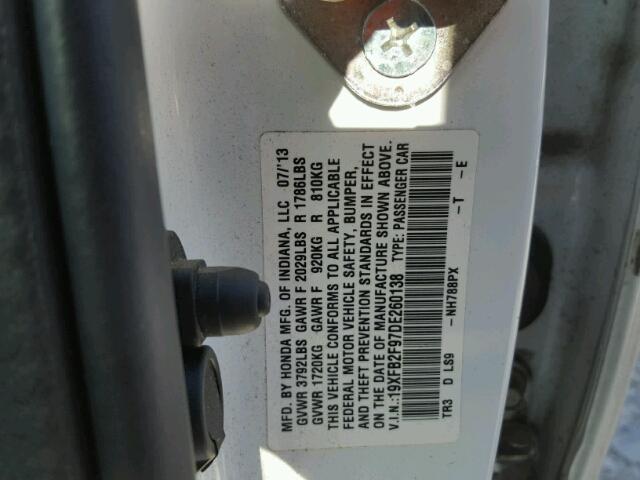 MFD. BY HONDA MFG. OF INDIANA, LLC 07/13
GVWR 3792LBS GAWR F 2029LBS R 1786LBS
GVWR 1720KG GAWR F 920KG R 810KG
THIS VEHICLE CONFORMS TO ALL APPLICABLE
FEDERAL MOTOR VEHICLE SAFETY, BUMPER,
AND THEFT PREVENTION STANDARDS IN EFFECT
ON THE DATE OF MANUFACTURE SHOWN ABOVE.
V.I.N.:19XFB2F97DE260138 TYPE: PASSENGER CAR
-NH788PX -T -E
TR3 D LS9